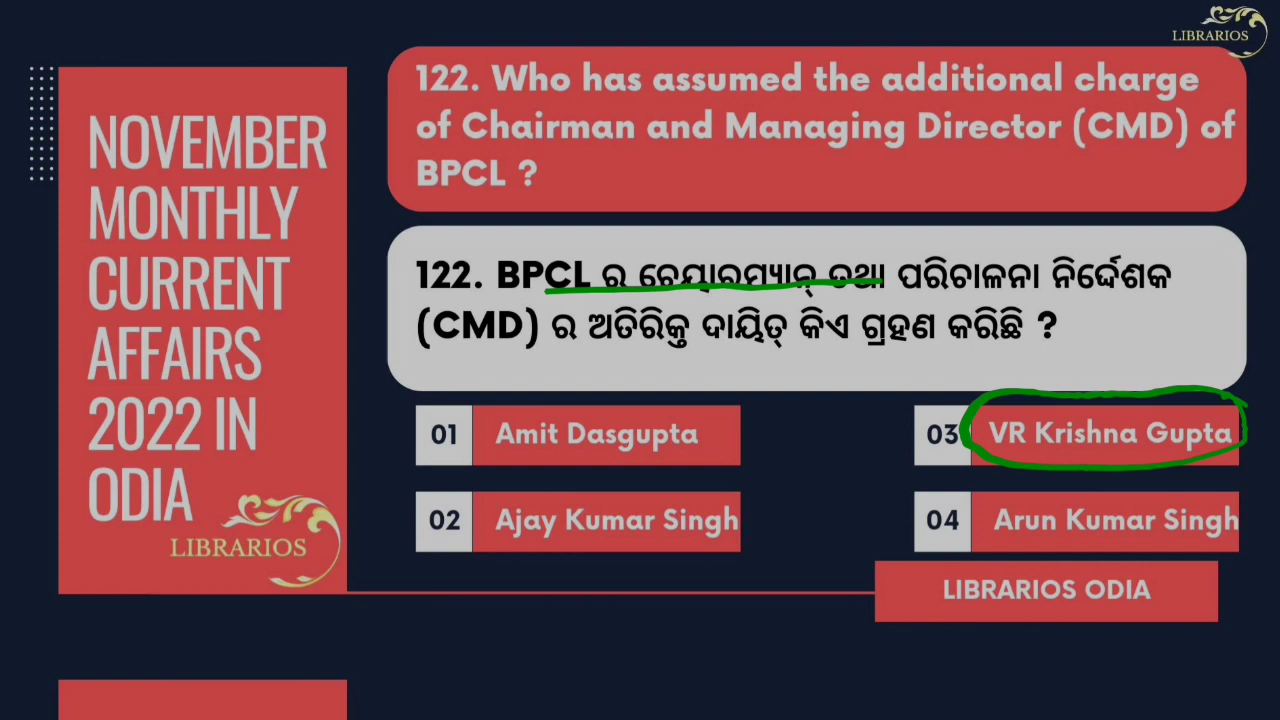 LIBRARIOS
NOVEMBER
MONTHLY
CURRENT
AFFAIRS
2022 IN
ODIA
LIBRARIOS
122. Who has assumed the additional charge
of Chairman and Managing Director (CMD) of
BPCL ?
122. BPCL ର ଚେୟାରମ୍ୟାନ୍ ତଥା ପରିଚାଳନା ନିର୍ଦ୍ଦେଶକ
(CMD) ର ଅତିରିକ୍ତ ଦାୟିତ୍ କିଏ ଗ୍ରହଣ କରିଛି ?
01 Amit Dasgupta
03 VR Krishna Gupta
02 Ajay Kumar Singh
04 Arun Kumar Singh
LIBRARIOS ODIA